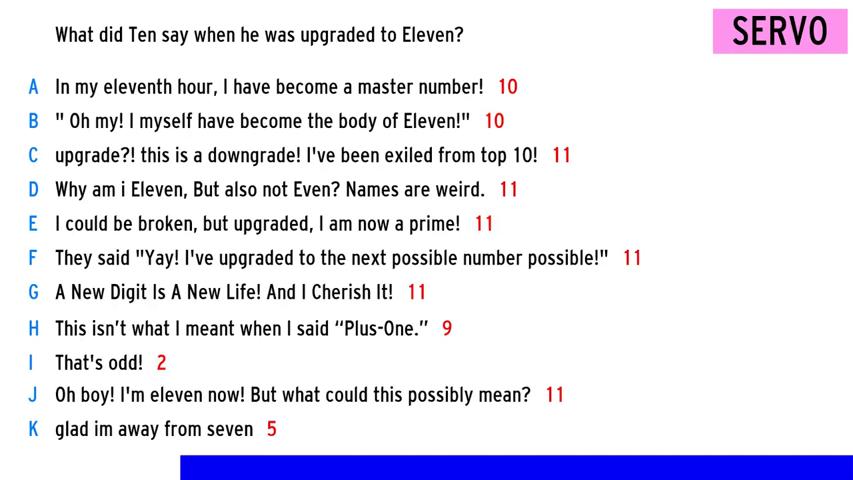 What did Ten say when he was upgraded to Eleven?
SERVO
A In my eleventh hour, I have become a master number! 10
B " Oh my! I myself have become the body of Eleven!" 10
C upgrade?! this is a downgrade! I've been exiled from top 10! 11
D Why am i Eleven, But also not Even? Names are weird. 11
E I could be broken, but upgraded, I am now a prime! 11
F They said "Yay! I've upgraded to the next possible number possible!" 11
G A New Digit Is A New Life! And I Cherish It! 11
H This isn’t what I meant when I said “Plus-One.” 9
I That's odd! 2
J Oh boy! I'm eleven now! But what could this possibly mean? 11
K glad im away from seven 5